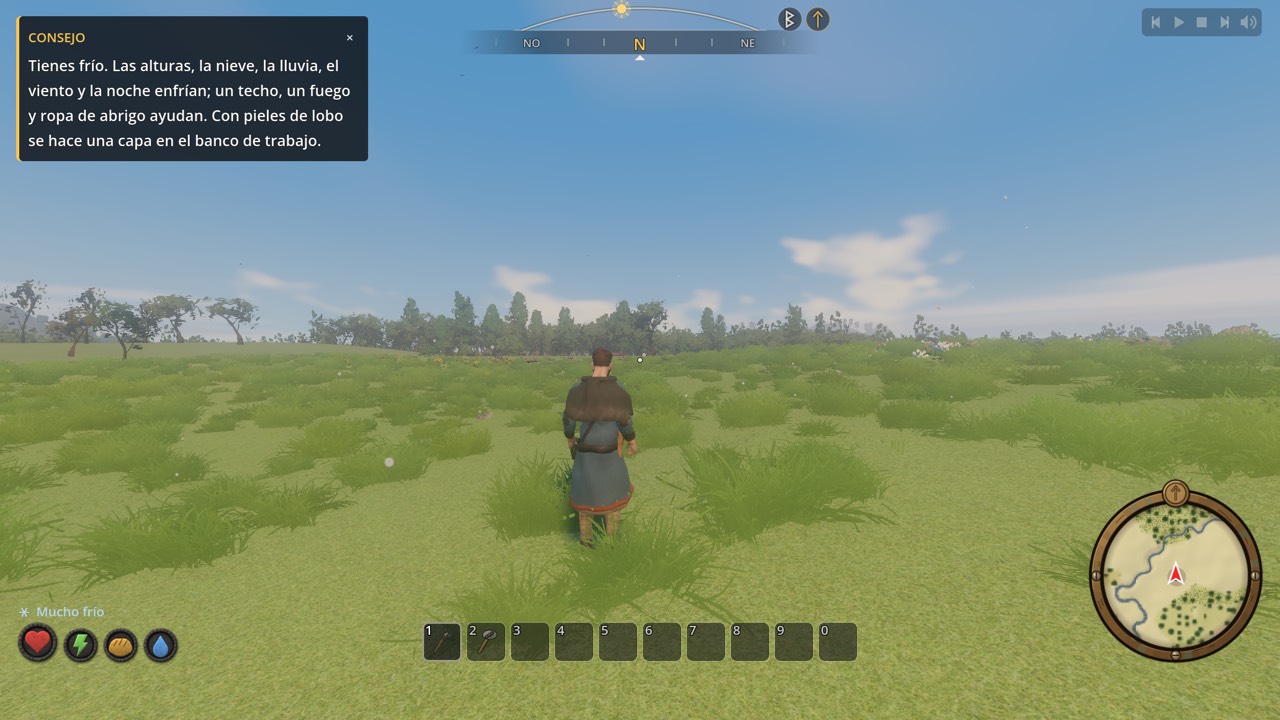 CONSEJO ×
Tienes frío. Las alturas, la nieve, la lluvia, el
viento y la noche enfrían; un techo, un fuego
y ropa de abrigo ayudan. Con pieles de lobo
se hace una capa en el banco de trabajo.
NO N NE
Mucho frío
1 2 3 4 5 6 7 8 9 0